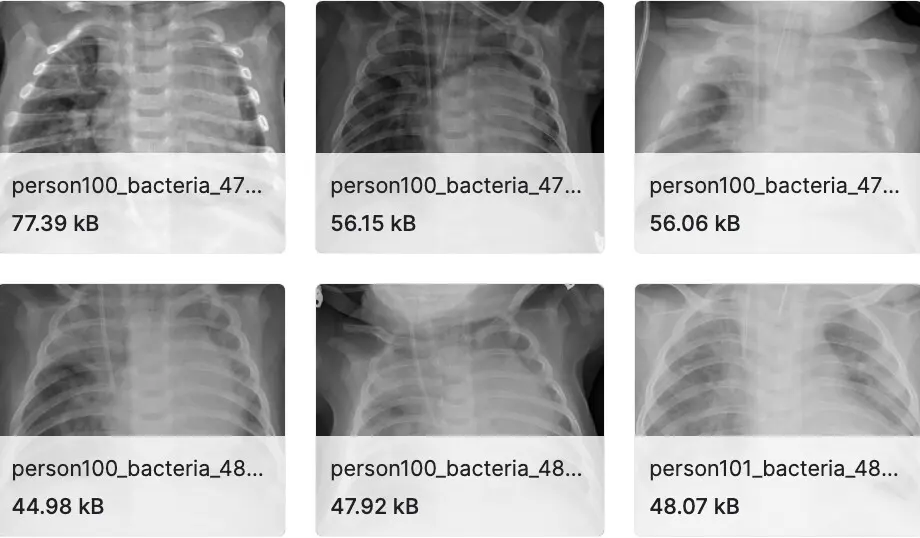 person100_bacteria_47...
77.39 kB
person100_bacteria_47...
56.15 kB
person100_bacteria_47...
56.06 kB
person100_bacteria_48...
44.98 kB
person100_bacteria_48...
47.92 kB
person101_bacteria_48...
48.07 kB